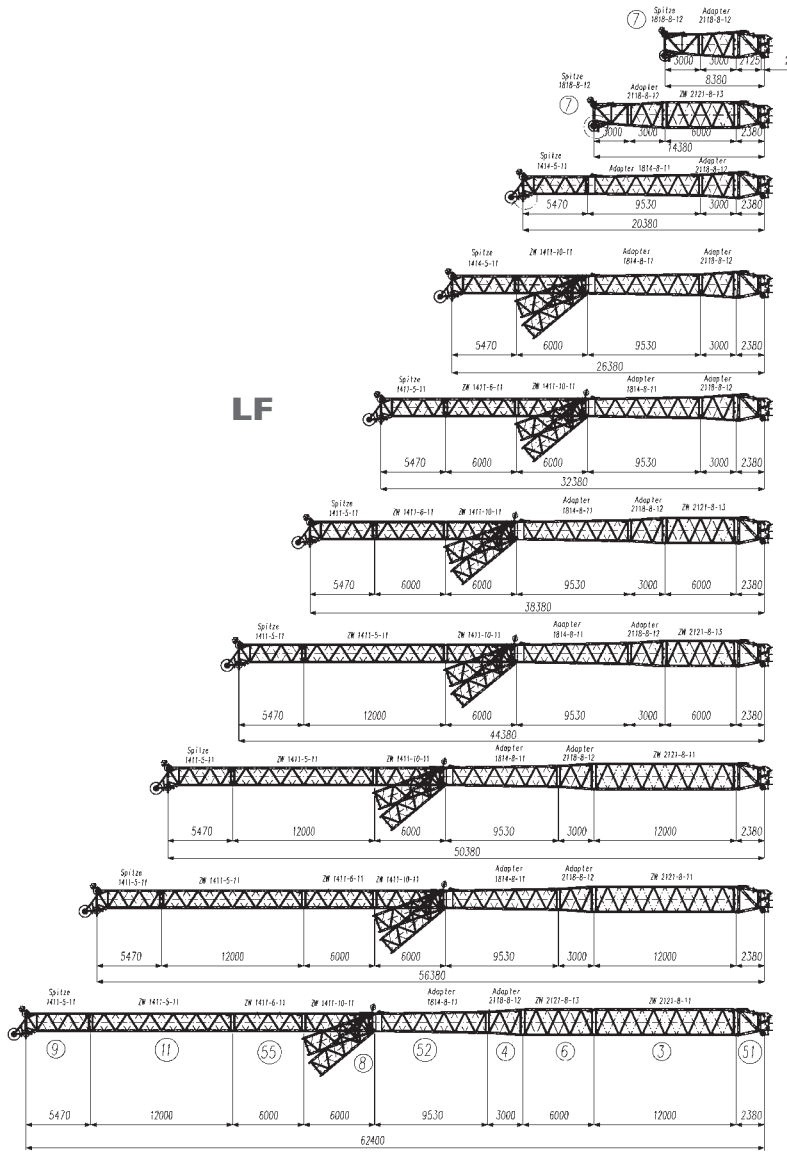 Spitze Adapter
7 1818-8-12 2118-8-12
3000 3000 2125
8380
Spitze
1818-8-12 Adapter
2118-8-12 ZW 2121-8-13
7
3000 3000 6000 2380
14380
Spitze Adapter
1414-5-11 Adapter 1814-8-11 2118-8-12
5470 9530 3000 2380
20380
Spitze ZW 1411-10-11 Adapter Adapter
1414-5-11 1814-8-11 2118-8-12
5470 6000 9530 3000 2380
26380
LF
Spitze Adapter Adapter
1411-5-11 ZW 1411-6-11 ZW 1411-10-11 1814-8-11 2118-8-12
5470 6000 6000 9530 3000 2380
32380
Spitze Adapter Adapter
1411-5-11 ZW 1411-6-11 ZW 1411-10-11 1814-8-11 2118-8-12 ZW 2121-8-13
5470 6000 6000 9530 3000 6000 2380
38380
Spitze Adapter Adapter
1411-5-11 ZW 1411-5-11 ZW 1411-10-11 1814-8-11 2118-8-12 ZW 2121-8-13
5470 12000 6000 9530 3000 6000 2380
44380
Spitze Adapter Adapter
1411-5-11 ZW 1411-5-11 ZW 1411-10-11 1814-8-11 2118-8-12 ZW 2121-8-11
5470 12000 6000 9530 3000 12000 2380
50380
Spitze Adapter Adapter
1411-5-11 ZW 1411-5-11 ZW 1411-6-11 ZW 1411-10-11 1814-8-11 2118-8-12 ZW 2121-8-11
5470 12000 6000 6000 9530 3000 12000 2380
56380
Spitze Adapter Adapter
1411-5-11 ZW 1411-5-11 ZW 1411-6-11 ZW 1411-10-11 1814-8-11 2118-8-12 ZW 2121-8-13 ZW 2121-8-11
9 11 55 8 52 4 6 3 51
5470 12000 6000 6000 9530 3000 6000 12000 2380
62400